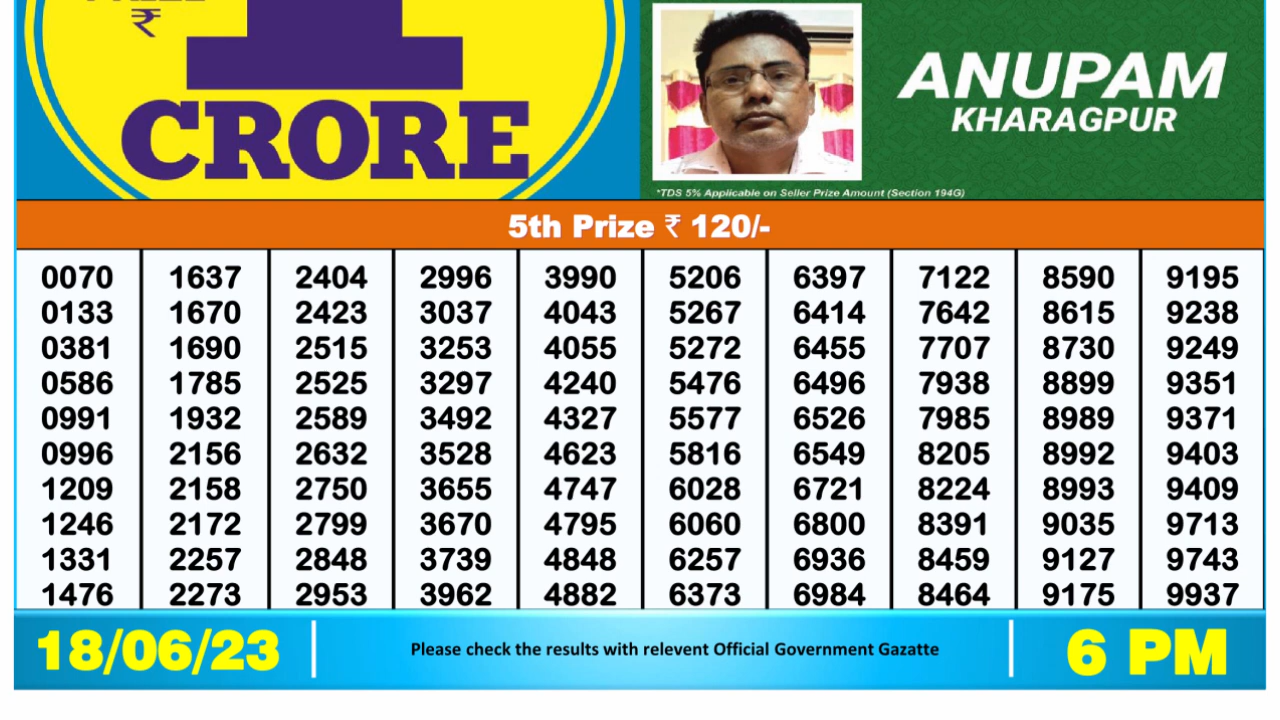 ₹
CRORE
ANUPAM
KHARAGPUR
*TDS 5% Applicable on Seller Prize Amount (Section 194G)
5th Prize ₹ 120/-
0070 1637 2404 2996 3990 5206 6397 7122 8590 9195
0133 1670 2423 3037 4043 5267 6414 7642 8615 9238
0381 1690 2515 3253 4055 5272 6455 7707 8730 9249
0586 1785 2525 3297 4240 5476 6496 7938 8899 9351
0991 1932 2589 3492 4327 5577 6526 7985 8989 9371
0996 2156 2632 3528 4623 5816 6549 8205 8992 9403
1209 2158 2750 3655 4747 6028 6721 8224 8993 9409
1246 2172 2799 3670 4795 6060 6800 8391 9035 9713
1331 2257 2848 3739 4848 6257 6936 8459 9127 9743
1476 2273 2953 3962 4882 6373 6984 8464 9175 9937
18/06/23
Please check the results with relevent Official Government Gazatte
6 PM